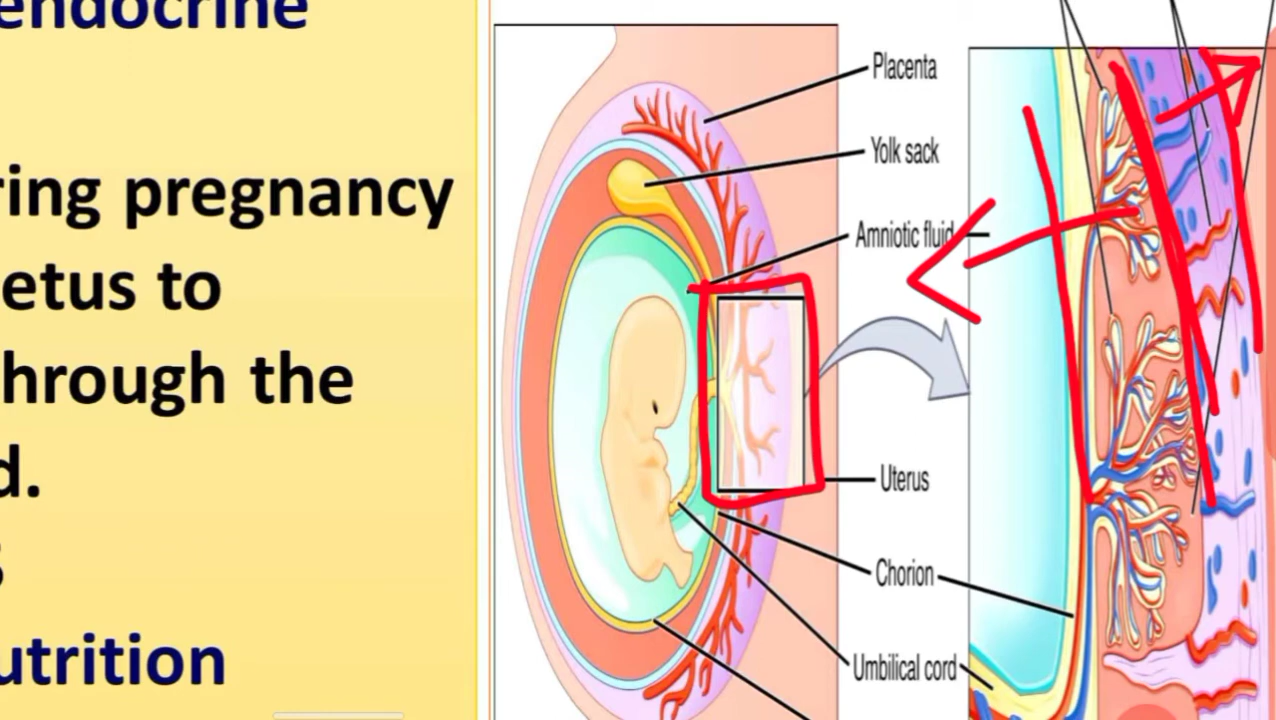 endocrine
ring pregnancy
etus to
hrough the
d.
utrition
Placenta
Yolk sack
Amniotic fluid
Uterus
Chorion
Umbilical cord